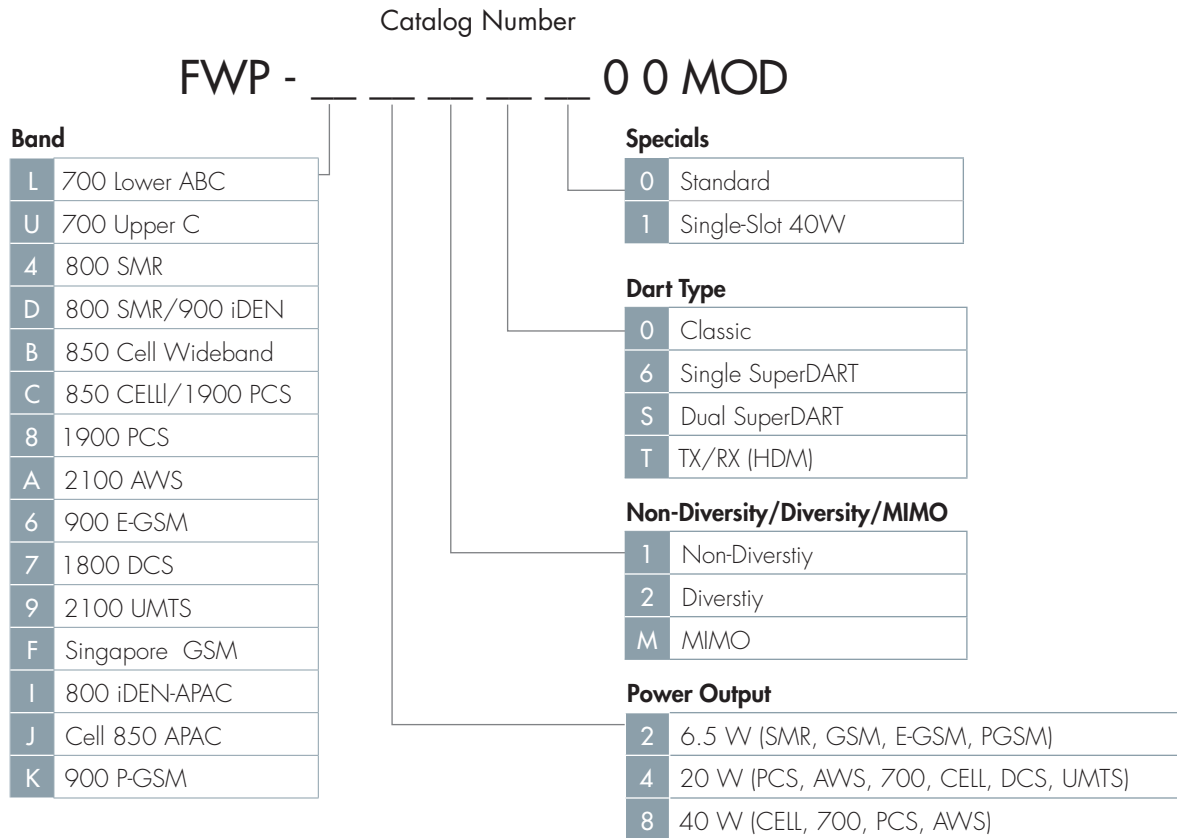 Catalog Number
FWP - __ __ __ __ __ 0 0 MOD
Band
L 700 Lower ABC
U 700 Upper C
4 800 SMR
D 800 SMR/900 iDEN
B 850 Cell Wideband
C 850 CELLl/1900 PCS
8 1900 PCS
A 2100 AWS
6 900 E-GSM
7 1800 DCS
9 2100 UMTS
F Singapore GSM
I 800 iDEN-APAC
J Cell 850 APAC
K 900 P-GSM
Specials
0 Standard
1 Single-Slot 40W
Dart Type
0 Classic
6 Single SuperDART
S Dual SuperDART
T TX/RX (HDM)
Non-Diversity/Diversity/MIMO
1 Non-Diverstiy
2 Diverstiy
M MIMO
Power Output
2 6.5 W (SMR, GSM, E-GSM, PGSM)
4 20 W (PCS, AWS, 700, CELL, DCS, UMTS)
8 40 W (CELL, 700, PCS, AWS)